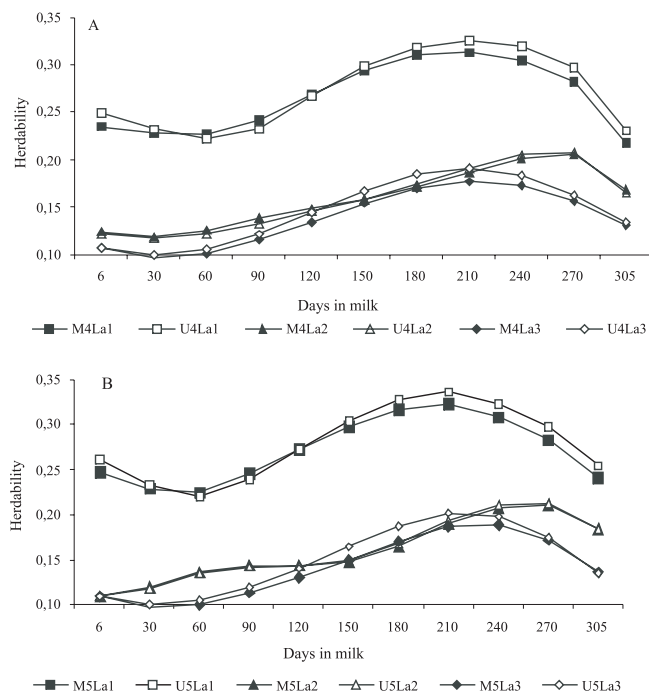 A
0,35
0,30
0,25
0,20
0,15
0,10
Herdability
6 30 60 90 120 150 180 210 240 270 305
Days in milk
M4La1 U4La1 M4La2 U4La2 M4La3 U4La3
B
0,35
0,30
0,25
0,20
0,15
0,10
Herdability
6 30 60 90 120 150 180 210 240 270 305
Days in milk
M5La1 U5La1 M5La2 U5La2 M5La3 U5La3